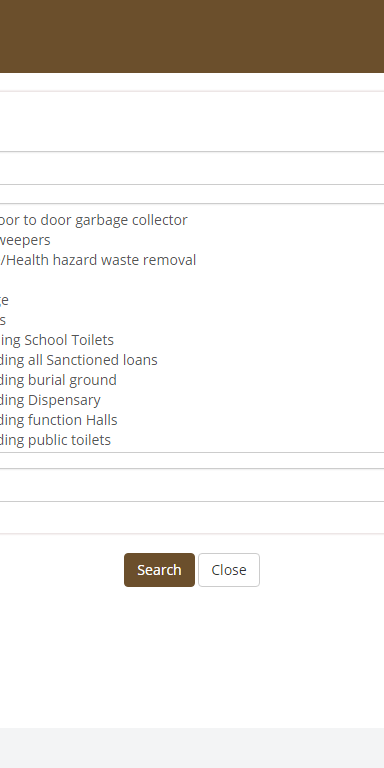 oor to door garbage collector
weepers
/Health hazard waste removal
ge
s
ing School Toilets
ding all Sanctioned loans
ding burial ground
ding Dispensary
ding function Halls
ding public toilets
Search Close